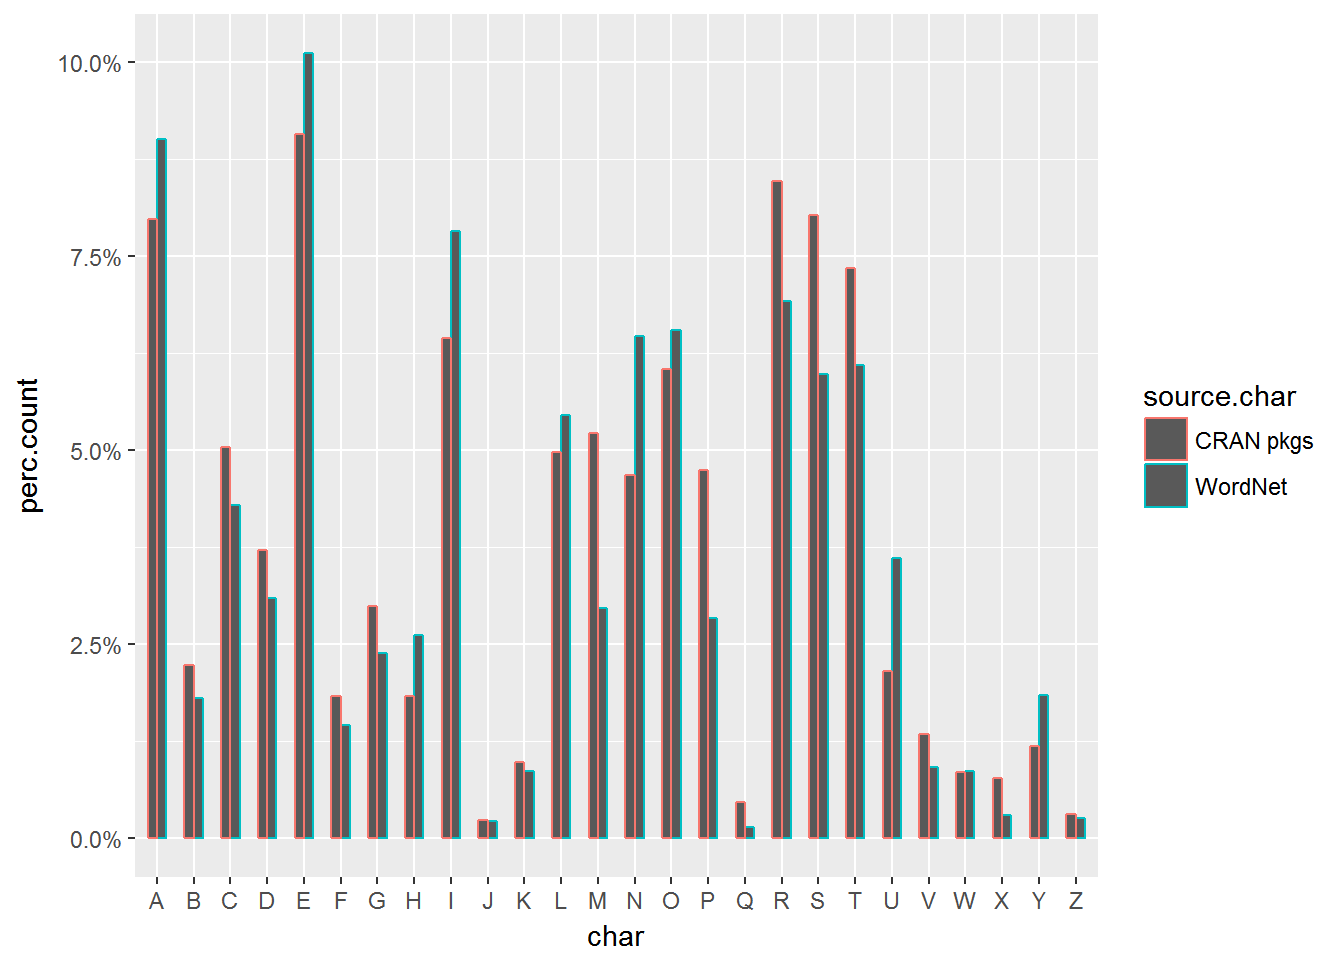 10.0%
7.5%
5.0%
2.5%
0.0%
perc.count
A B C D E F G H I J K L M N O P Q R S T U V W X Y Z
char
source.char
CRAN pkgs
WordNet